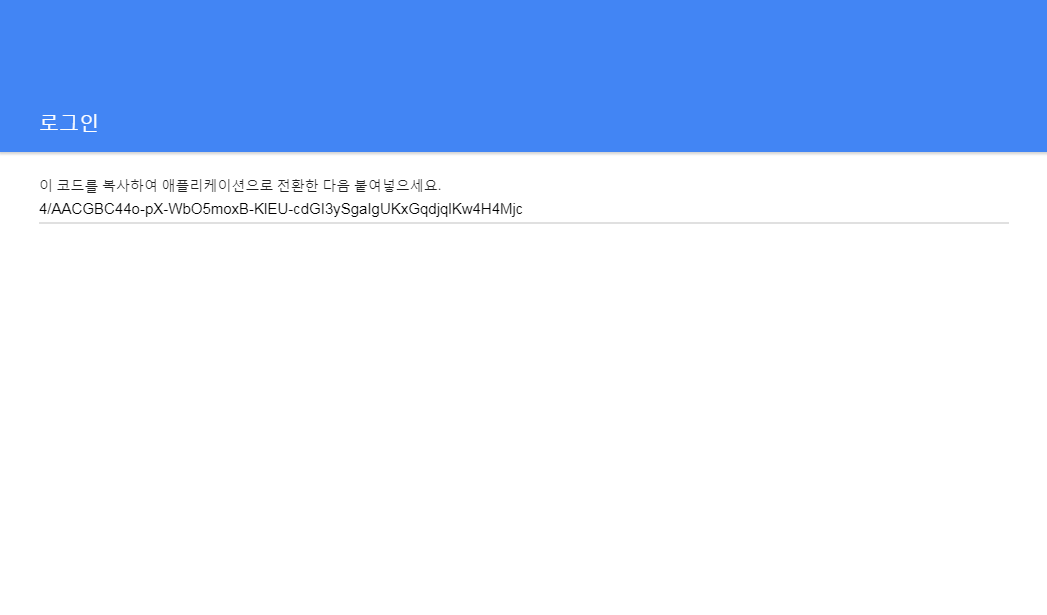 로그인
이 코드를 복사하여 애플리케이션으로 전환한 다음 붙여넣으세요.
4/AACGBC44o-pX-WbO5moxB-KlEU-cdGI3ySgaIgUKxGqdjqlKw4H4Mjc